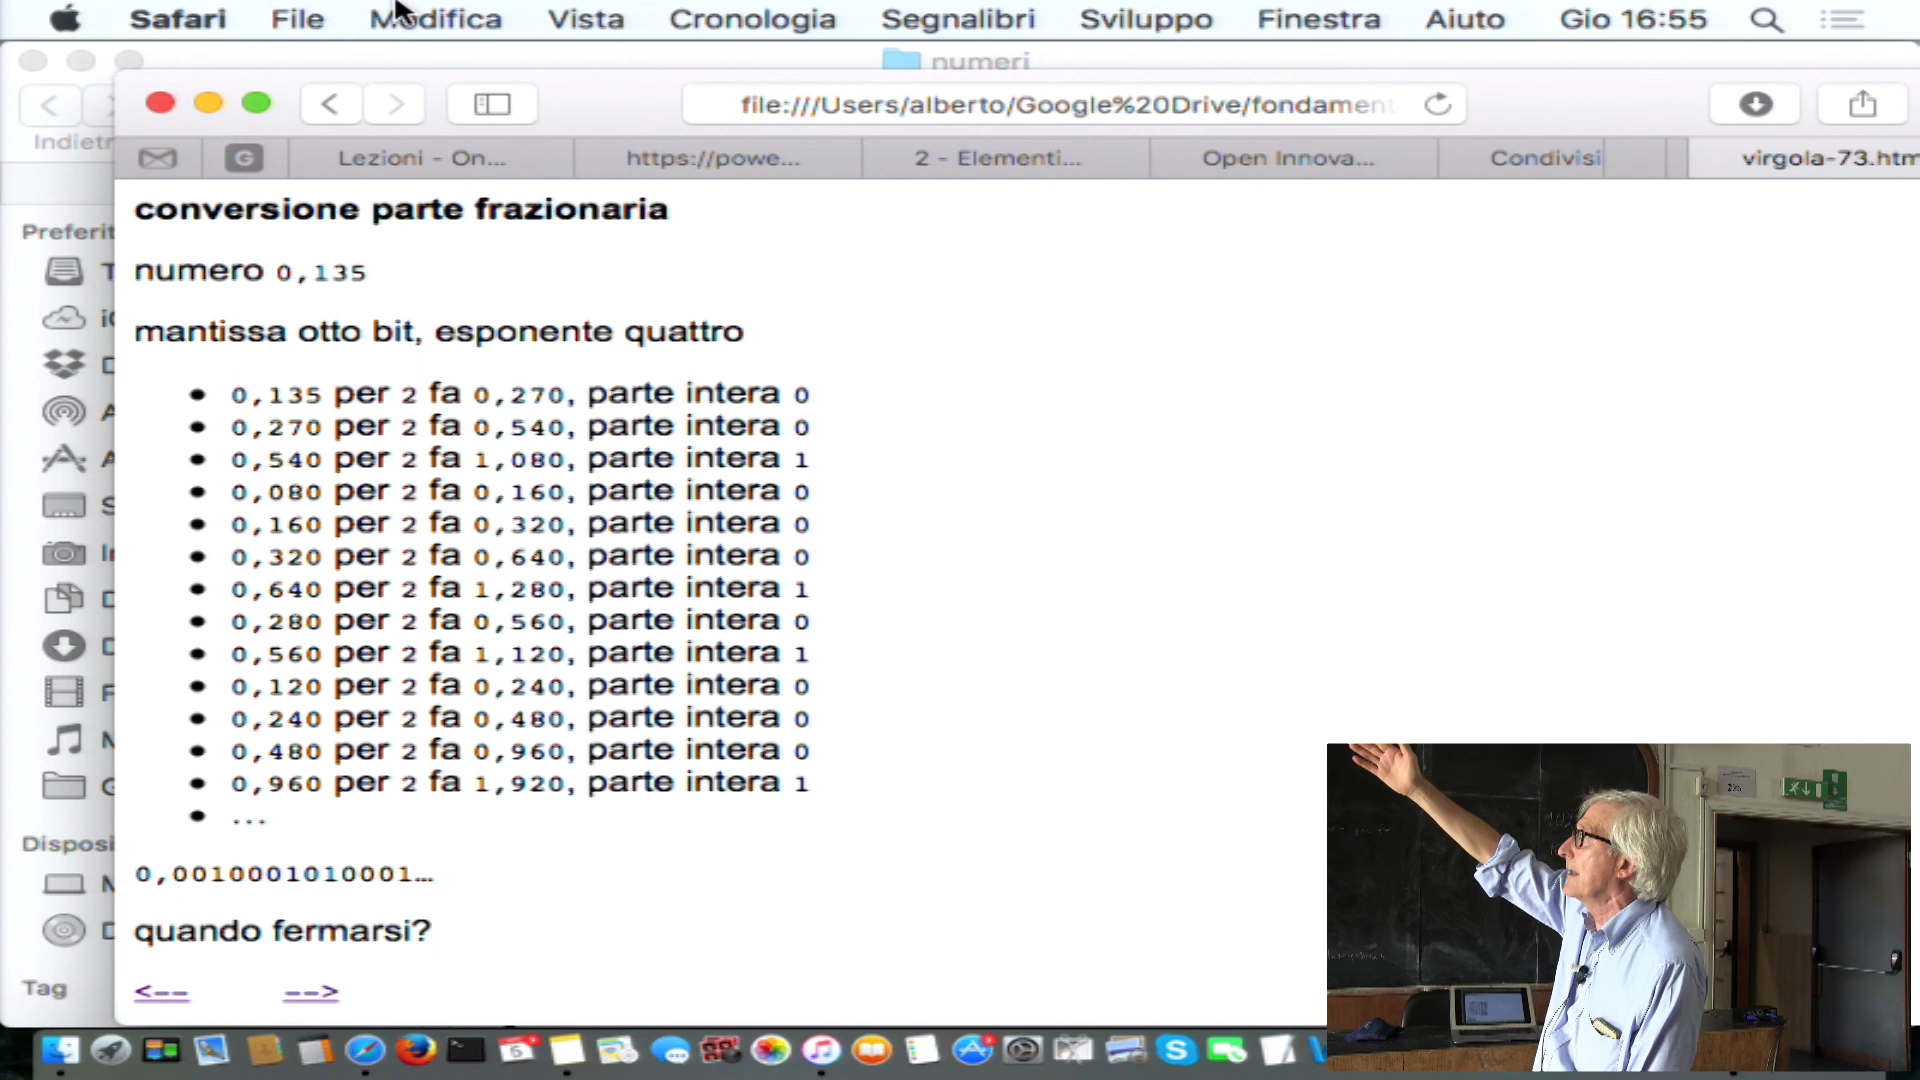 Safari File Modifica Vista Cronologia Segnalibri Sviluppo Finestra Aiuto Gio 16:55
numeri
file:///Users/alberto/Google%20Drive/fondament
Indietr
G Lezioni - On... https://powe... 2 - Elementi... Open Innova... Condivisi virgola-73.htm
conversione parte frazionaria
Preferit
numero 0,135
mantissa otto bit, esponente quattro
0,135 per 2 fa 0,270, parte intera 0
0,270 per 2 fa 0,540, parte intera 0
0,540 per 2 fa 1,080, parte intera 1
0,080 per 2 fa 0,160, parte intera 0
0,160 per 2 fa 0,320, parte intera 0
0,320 per 2 fa 0,640, parte intera 0
0,640 per 2 fa 1,280, parte intera 1
0,280 per 2 fa 0,560, parte intera 0
0,560 per 2 fa 1,120, parte intera 1
0,120 per 2 fa 0,240, parte intera 0
0,240 per 2 fa 0,480, parte intera 0
0,480 per 2 fa 0,960, parte intera 0
0,960 per 2 fa 1,920, parte intera 1
...
Disposi
0,0010001010001…
quando fermarsi?
Tag
<-- -->